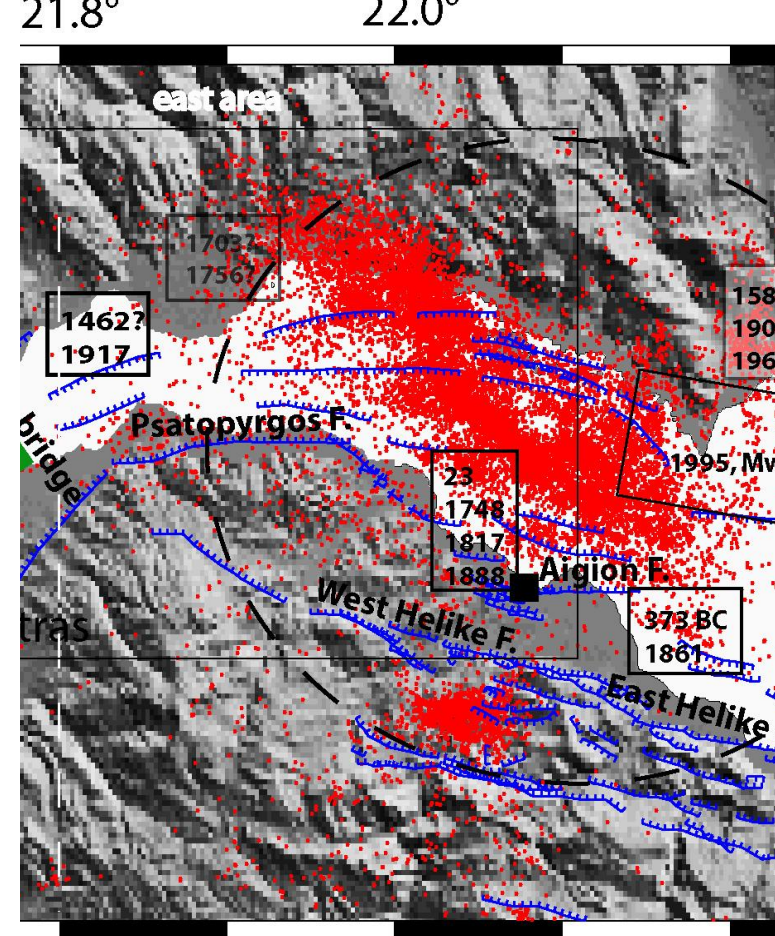 21.8°
22.0°
east area
1703?
1756?
1462?
1917
158
190
196
bridge
Psatopyrgos F.
1995, Mw
23
1748
1817
1888
Aigion F.
West Helike F.
tras
373 BC
1861
East Helike